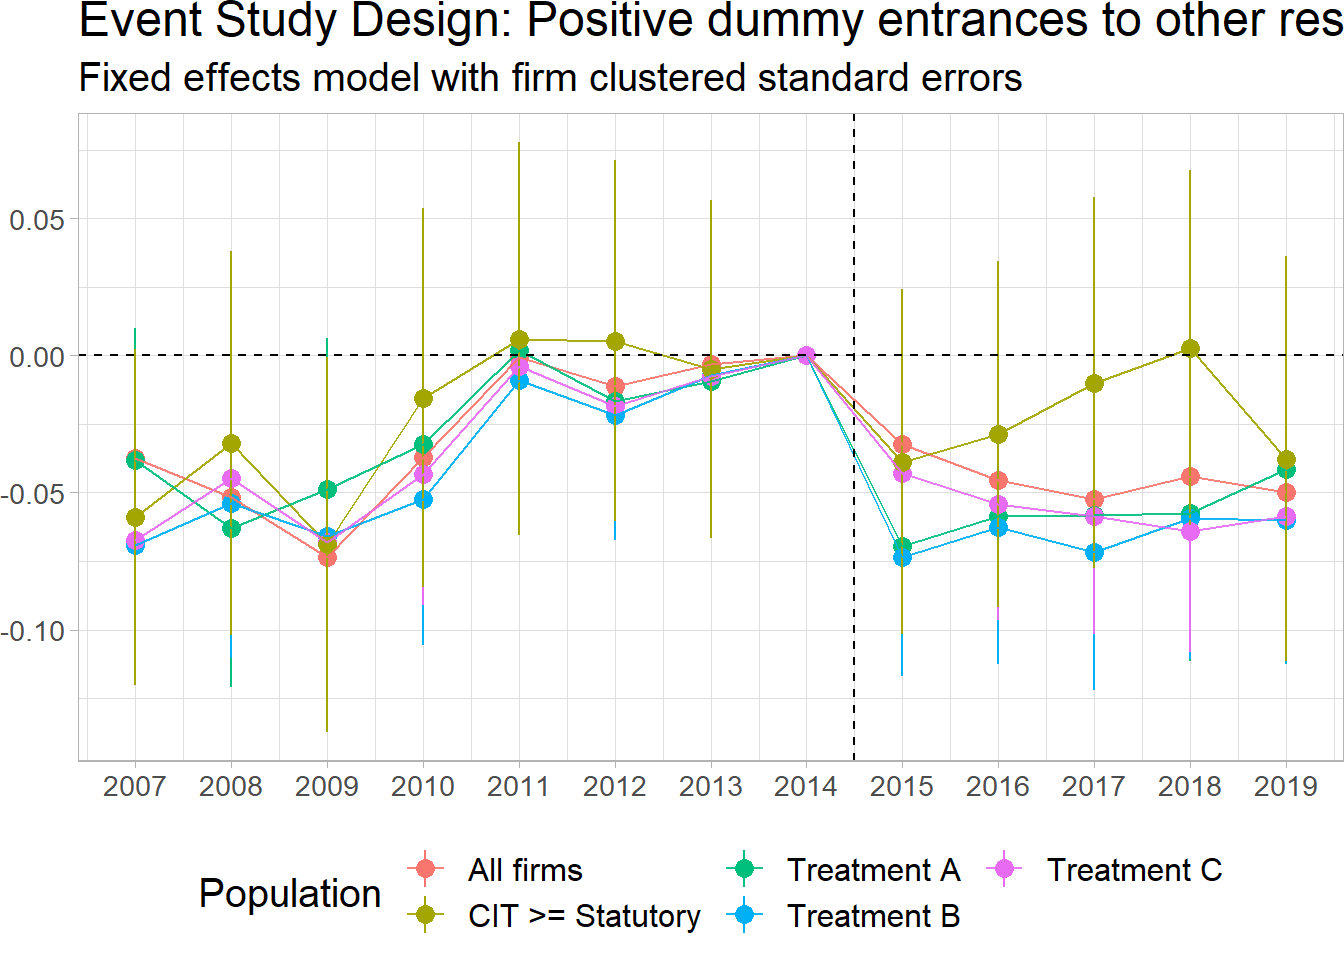 Event Study Design: Positive dummy entrances to other res
Fixed effects model with firm clustered standard errors
0.05
0.00
-0.05
-0.10
2007 2008 2009 2010 2011 2012 2013 2014 2015 2016 2017 2018 2019
Population
All firms Treatment A Treatment C
CIT >= Statutory Treatment B